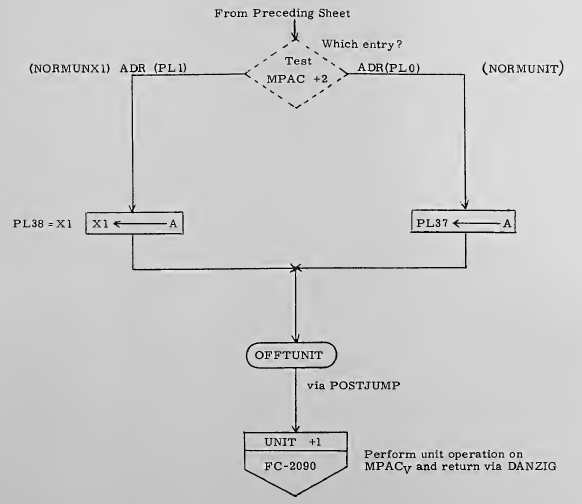 From Preceding Sheet
Which entry?
(NORMUNX1) ADR (PL1)
Test
MPAC +2
ADR(PL0)
(NORMUNIT)
PL38 = X1
X1 ← A
PL37 ← A
OFFTUNIT
via POSTJUMP
UNIT +1
FC-2090
Perform unit operation on
MPACV and return via DANZIG